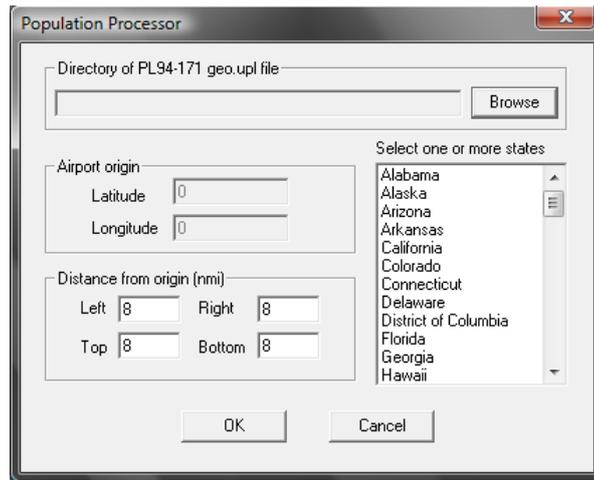 Population Processor
Directory of PL94-171 geo.upl file
Browse
Airport origin
Latitude 0
Longitude 0
Distance from origin (nmi)
Left 8 Right 8
Top 8 Bottom 8
Select one or more states
Alabama
Alaska
Arizona
Arkansas
California
Colorado
Connecticut
Delaware
District of Columbia
Florida
Georgia
Hawaii
OK Cancel